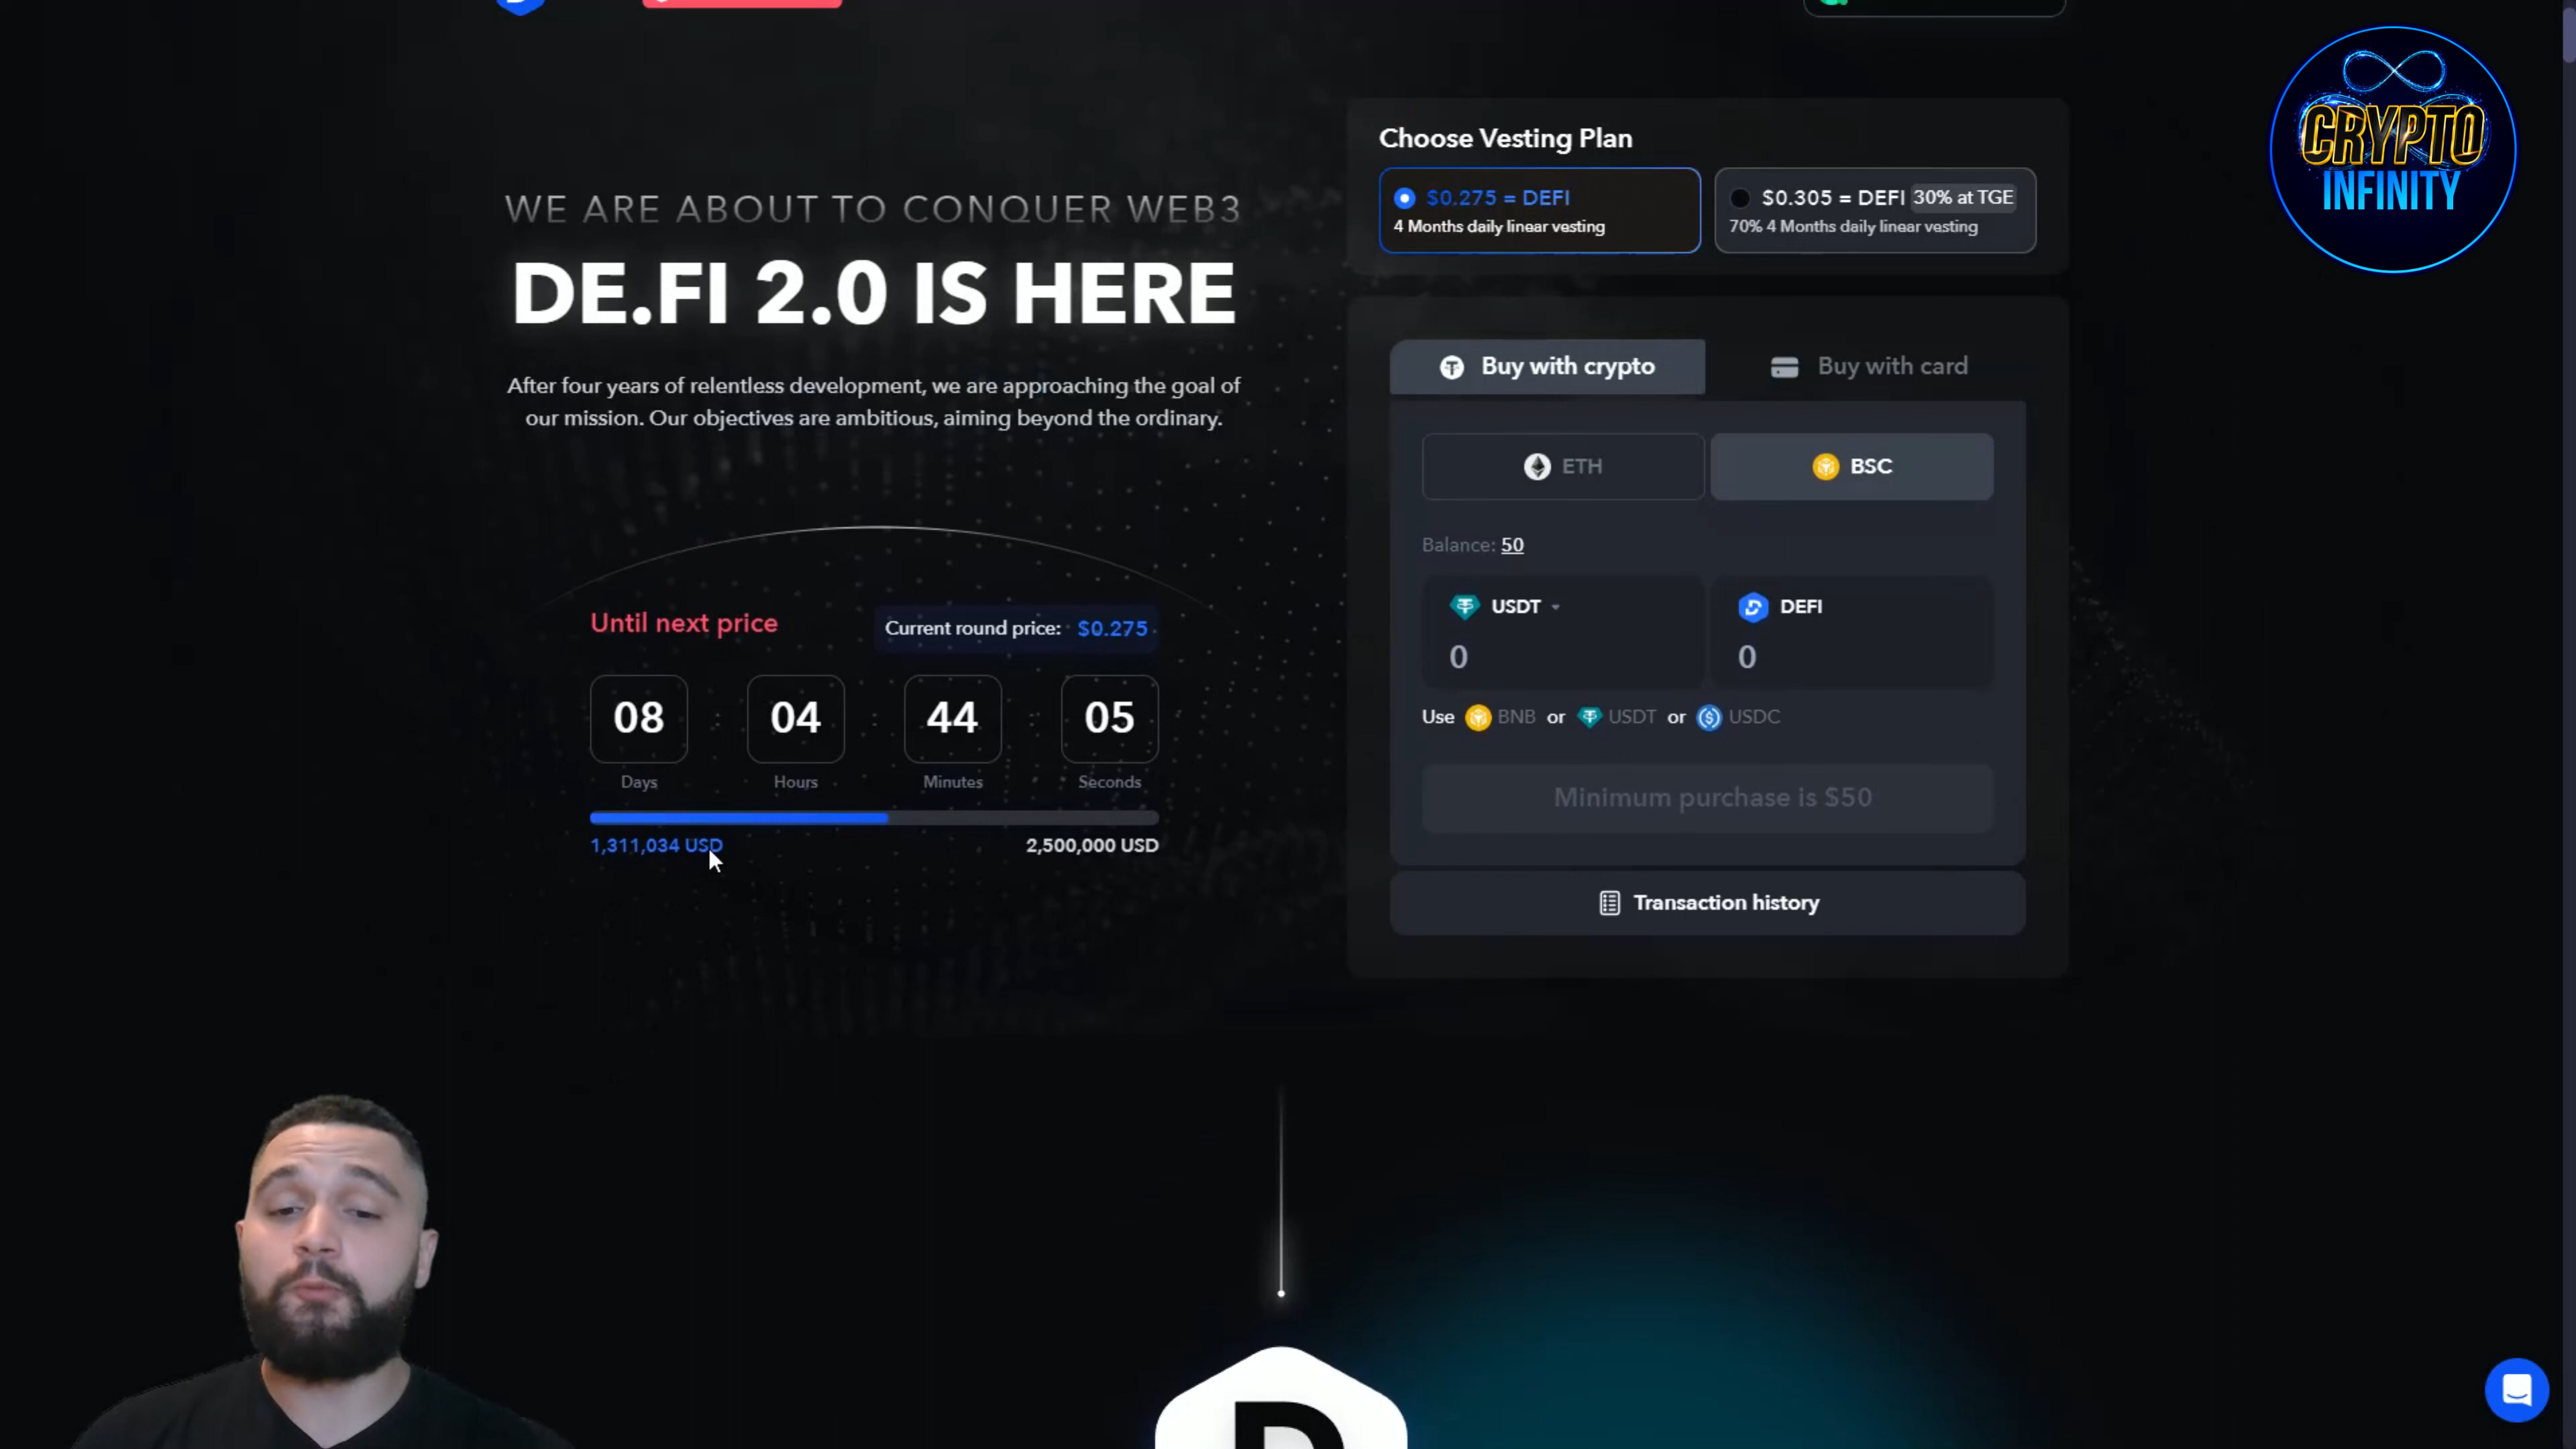 CRYPTO
INFINITY
WE ARE ABOUT TO CONQUER WEB3
DE.FI 2.0 IS HERE
After four years of relentless development, we are approaching the goal of
our mission. Our objectives are ambitious, aiming beyond the ordinary.
Until next price
Current round price: $0.275
08 : 04 : 44 : 05
Days Hours Minutes Seconds
1,311,034 USD 2,500,000 USD
Choose Vesting Plan
$0.275 = DEFI
4 Months daily linear vesting
$0.305 = DEFI 30% at TGE
70% 4 Months daily linear vesting
Buy with crypto
Buy with card
ETH
BSC
Balance: 50
USDT
0
DEFI
0
Use BNB or USDT or USDC
Minimum purchase is $50
Transaction history